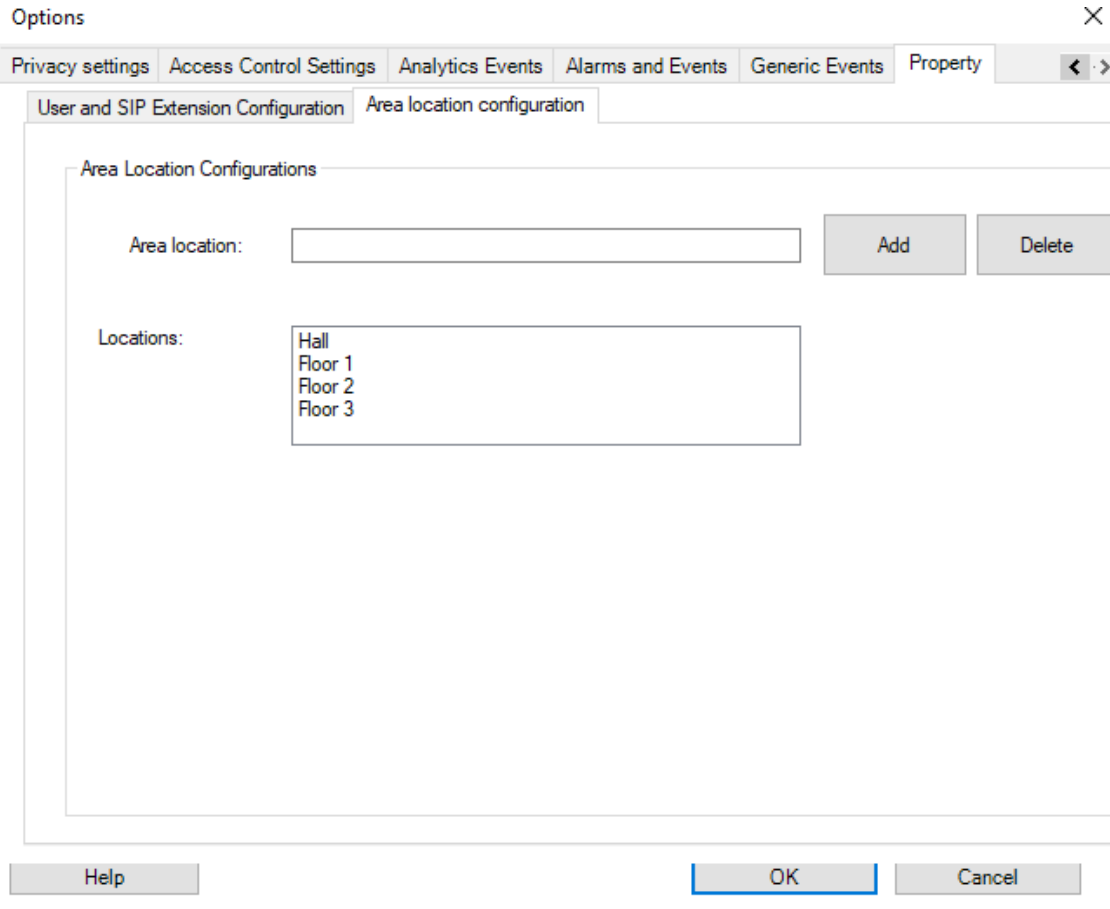 Options
Privacy settings Access Control Settings Analytics Events Alarms and Events Generic Events Property
User and SIP Extension Configuration Area location configuration
Area Location Configurations
Area location: Add Delete
Locations:
Hall
Floor 1
Floor 2
Floor 3
Help OK Cancel